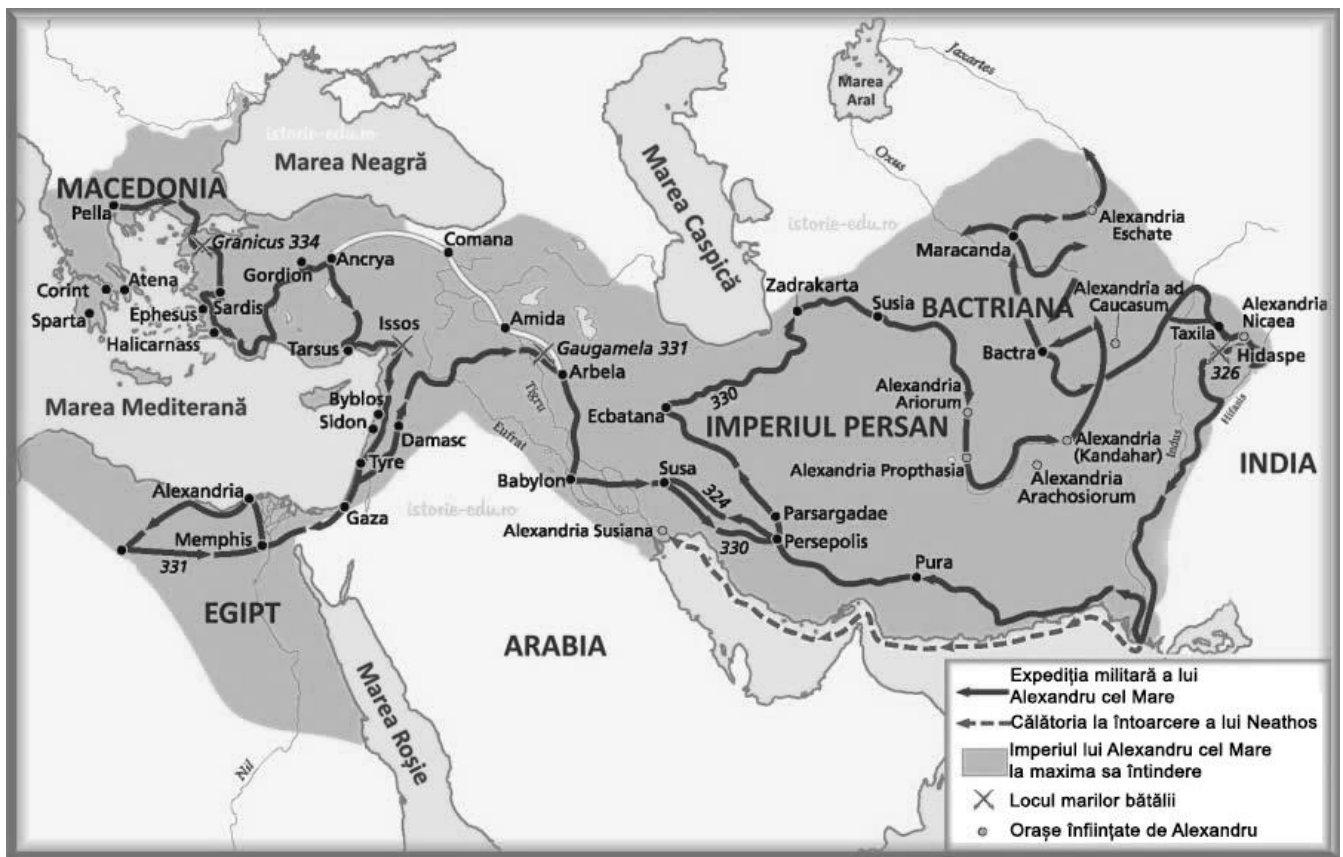 istorie-edu.ro
Marea Neagră
MACEDONIA
Pella
Granicus 334
Gordion
Ancrya
Comana
Corint
Atena
Sparta
Ephesus
Sardis
Halicarnass
Tarsus
Issos
Amida
Gaugamela 331
Arbela
Marea Mediterană
Byblos
Sidon
Damasc
Tyre
Tigru
Eufrat
Alexandria
Memphis
331
Gaza
istorie-edu.ro
EGIPT
Nil
Marea Roșie
ARABIA
Babylon
Susa
Alexandria Susiana
324
330
Parsargadae
Persepolis
Pura
Ecbatana
330
IMPERIUL PERSAN
Marea Caspică
Marea
Aral
Jaxartes
Oxus
istorie-edu.ro
Zadrakarta
Susia
BACTRIANA
Maracanda
Alexandria
Eschate
Alexandria ad
Caucasum
Bactra
Alexandria
Nicaea
Taxila
Hidaspe
326
Hifasis
Indus
Alexandria
Ariorum
Alexandria Propthasia
Alexandria
(Kandahar)
Alexandria
Arachosiorum
INDIA
Expediția militară a lui
Alexandru cel Mare
Călătoria la întoarcere a lui Neathos
Imperiul lui Alexandru cel Mare
la maxima sa întindere
Locul marilor bătălii
Orașe înființate de Alexandru